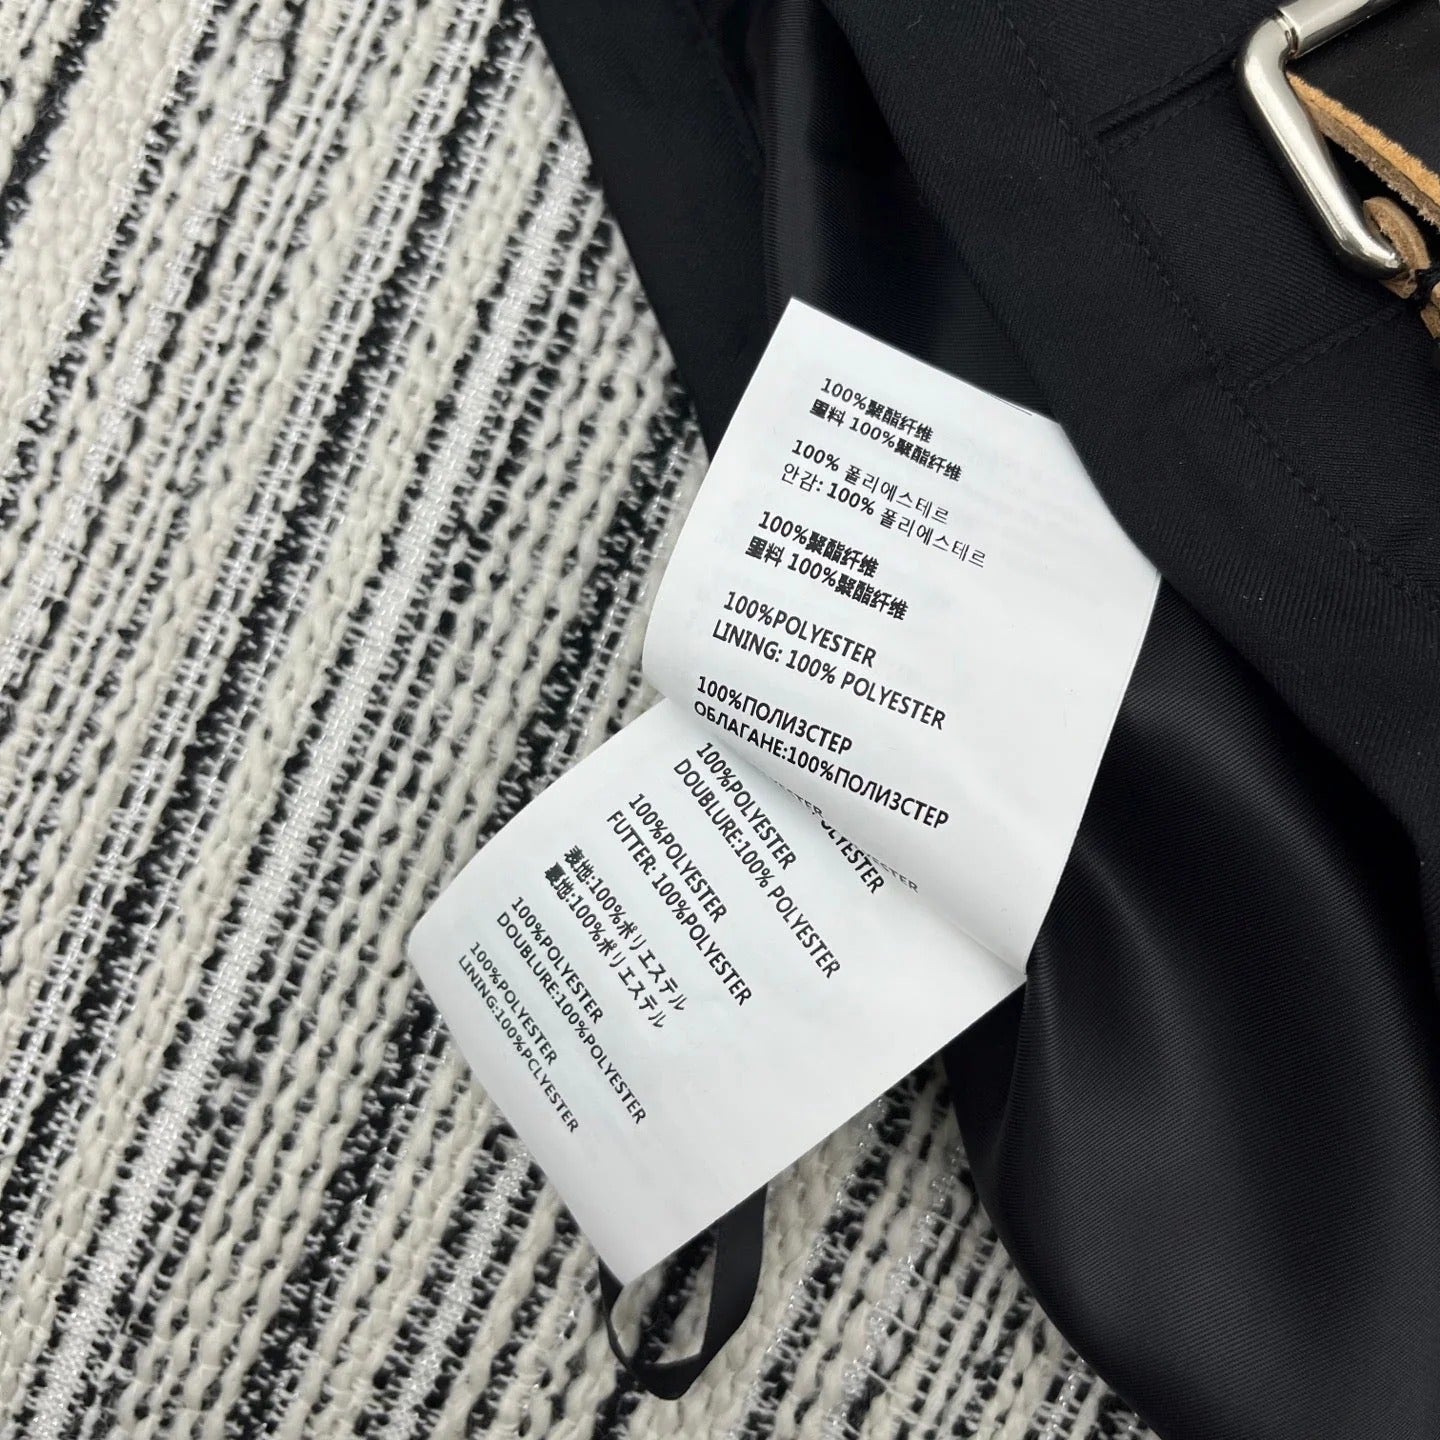 100%聚酯纤维
里料 100%聚酯纤维
100% 폴리에스테르
안감: 100% 폴리에스테르
100%聚酯纤维
里料 100%聚酯纤维
100%POLYESTER
LINING: 100% POLYESTER
100%ПОЛИЗСТЕР
ОБЛАГАНЕ:100%ПОЛИЗСТЕР
100%POLYESTER
DOUBLURE:100% POLYESTER
100%POLYESTER
FUTTER: 100%POLYESTER
表地:100%ポリエステル
裏地:100%ポリエステル
100%POLYESTER
DOUBLURE:100%POLYESTER
100%POLYESTER
LINING:100%PCLYESTER